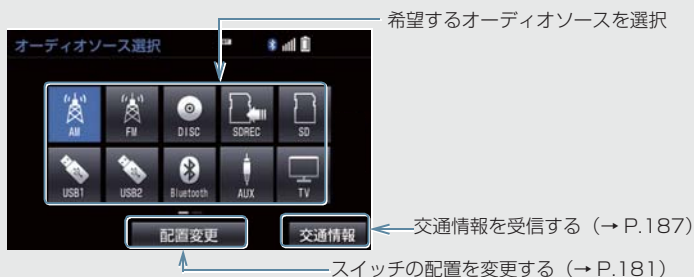 希望するオーディオソースを選択
オーディオソース選択
AM FM DISC SDREC SD
USB1 USB2 Bluetooth AUX TV
配置変更 交通情報
交通情報を受信する（→ P.187）
スイッチの配置を変更する（→ P.181）